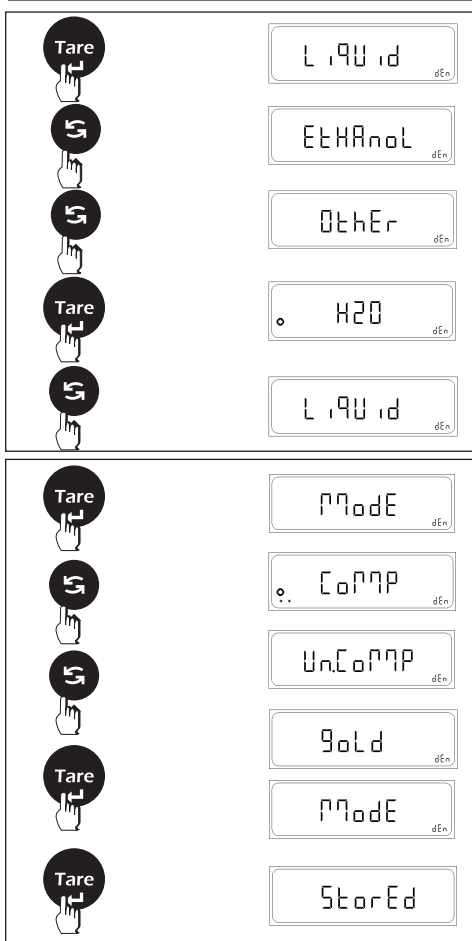 Tare
LiqUid
dEn
EtHAnoL
dEn
OthEr
dEn
Tare
H2O
dEn
LiqUid
dEn
Tare
ModE
dEn
CoMP
dEn
Un.CoMP
dEn
goLd
dEn
Tare
ModE
dEn
Tare
StorEd